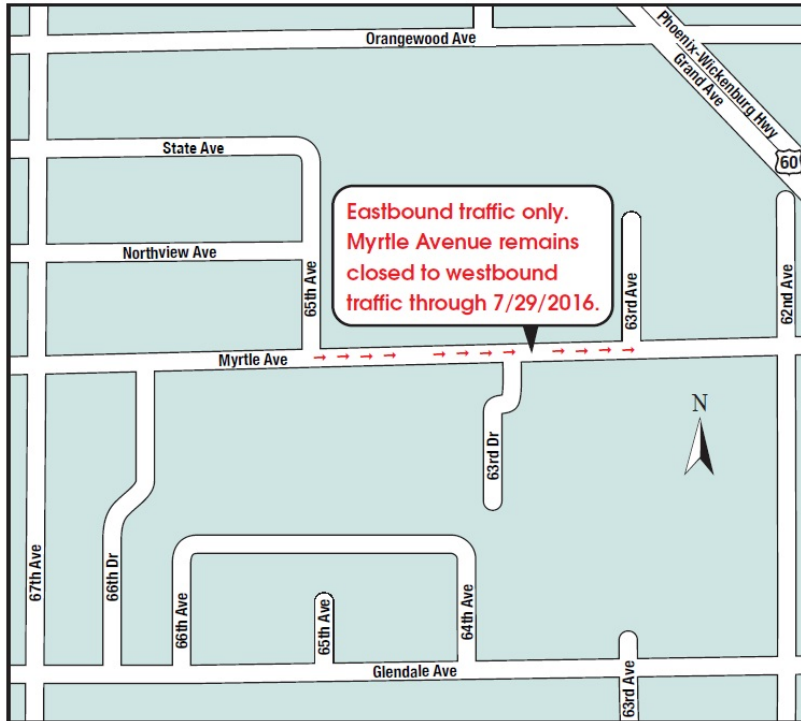 Orangewood Ave
Phoenix-Wickenburg Hwy
Grand Ave
60
State Ave
Northview Ave
65th Ave
Eastbound traffic only.
Myrtle Avenue remains
closed to westbound
traffic through 7/29/2016.
63rd Ave
62nd Ave
Myrtle Ave
N
63rd Dr
67th Ave
66th Dr
66th Ave
65th Ave
64th Ave
Glendale Ave
63rd Ave